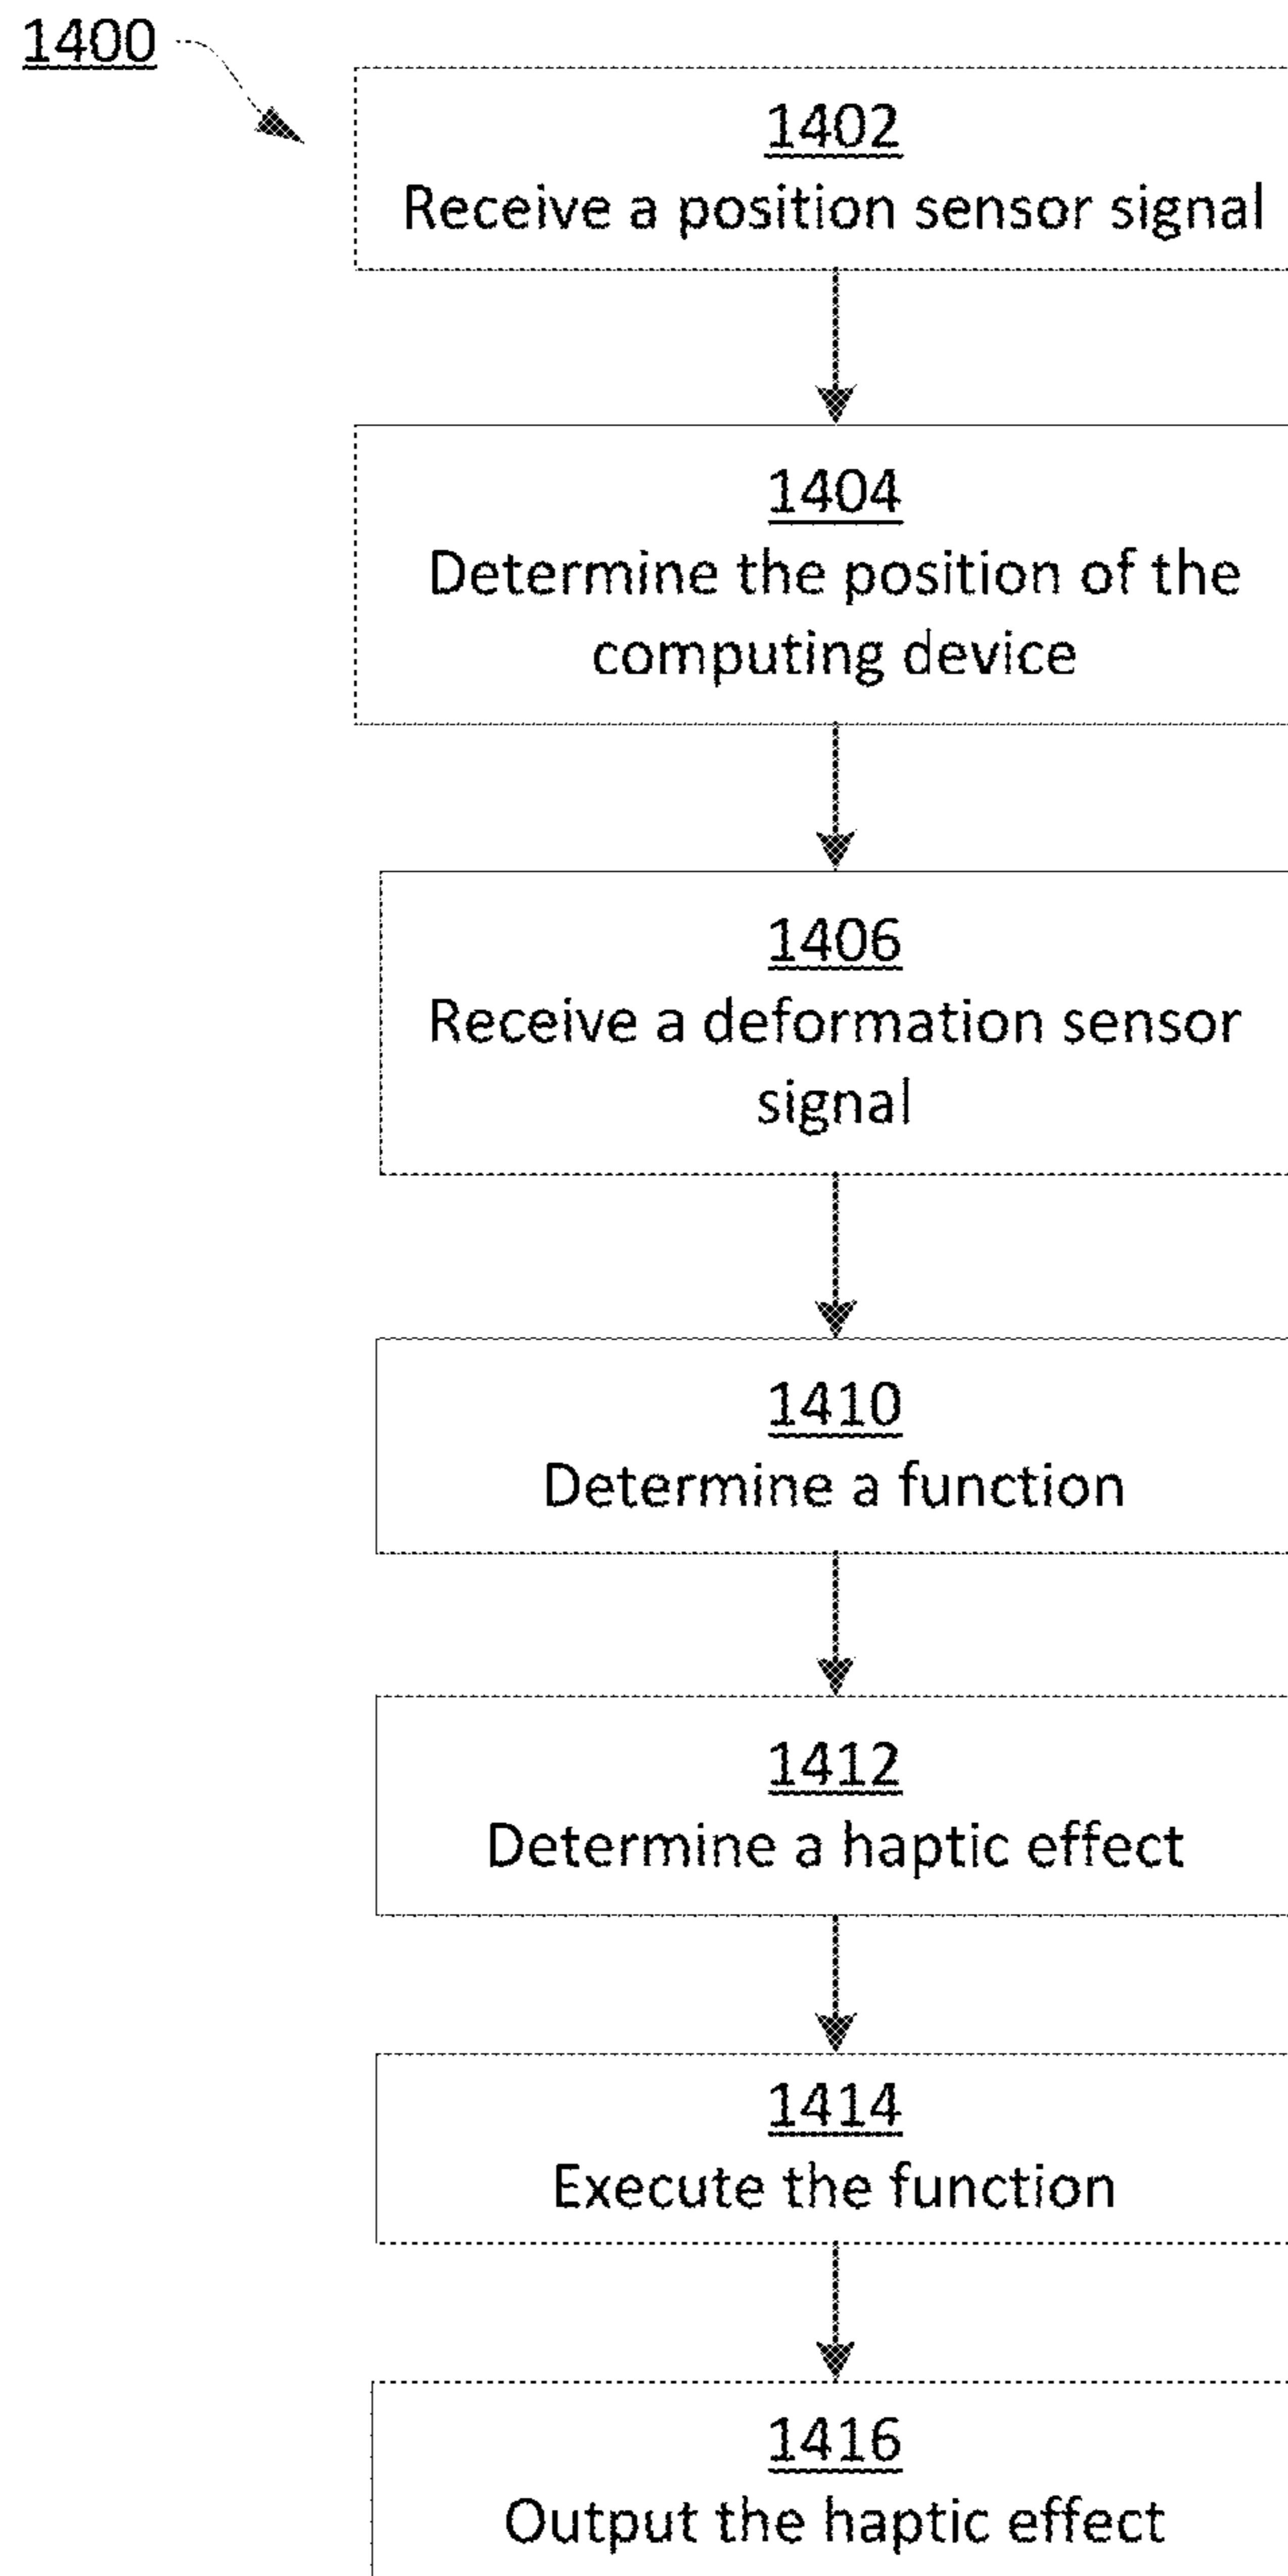 1400
1402
Receive a position sensor signal
1404
Determine the position of the
computing device
1406
Receive a deformation sensor
signal
1410
Determine a function
1412
Determine a haptic effect
1414
Execute the function
1416
Output the haptic effect